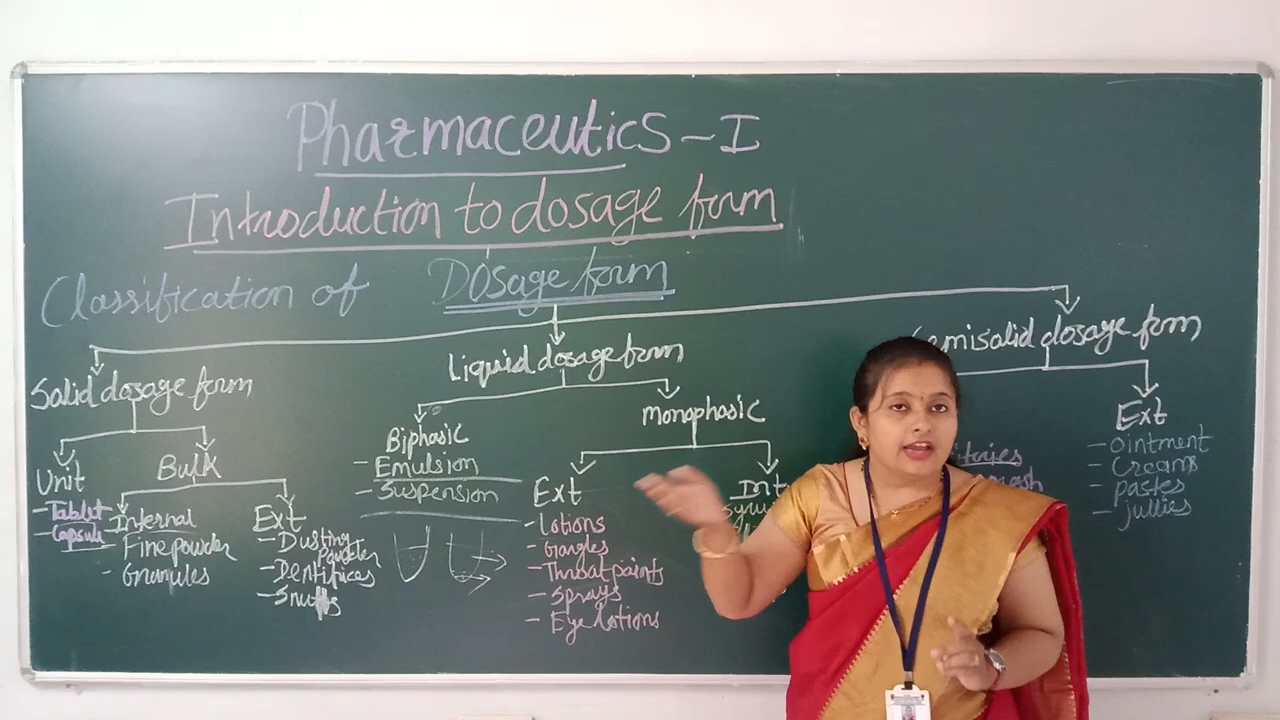 Pharmaceutics - I
Introduction to dosage form
Classification of Dosage form
Solid dosage form
Unit
- Tablet
- Capsule
Bulk
Internal
Fine powder
- Granules
Ext
- Dusting
powder
- Dentifrices
- Snuffs
Liquid dosage form
Biphasic
- Emulsion
- Suspension
Monophasic
Ext
- Lotions
- Gargles
- Throat paints
- Sprays
- Eye lotions
Int
emisolid dosage form
Ext
- Ointment
- Creams
- pastes
- jullies